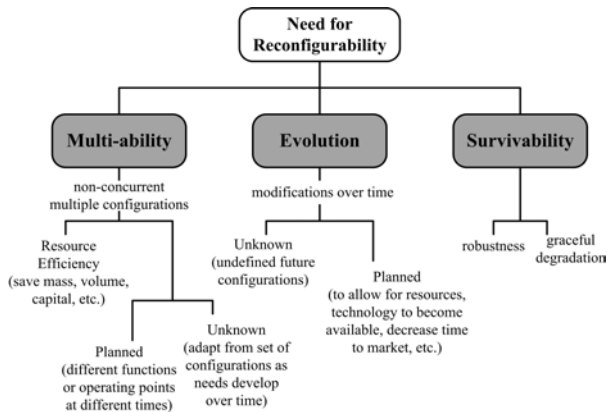 Need for
Reconfigurability
Multi-ability
Evolution
Survivability
non-concurrent
multiple configurations
modifications over time
Resource
Efficiency
(save mass, volume,
capital, etc.)
Planned
(different functions
or operating points
at different times)
Unknown
(adapt from set of
configurations as
needs develop
over time)
Unknown
(undefined future
configurations)
Planned
(to allow for resources,
technology to become
available, decrease time
to market, etc.)
robustness
graceful
degradation